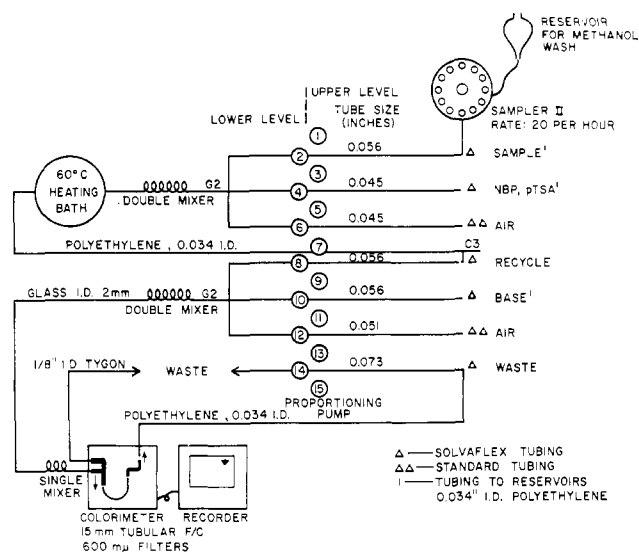 RESERVOIR
FOR METHANOL
WASH
UPPER LEVEL
LOWER LEVEL
TUBE SIZE
(INCHES)
SAMPLER II
RATE: 20 PER HOUR
1
2
0.056
△ SAMPLE'
3
60°C
HEATING
BATH
G2
DOUBLE MIXER
4
0.045
△ NBP, pTSA'
5
6
0.045
△△ AIR
POLYETHYLENE, 0.034 I.D.
7
C3
8
0.056
△ RECYCLE
9
GLASS I.D. 2mm
G2
DOUBLE MIXER
10
0.056
△ BASE'
11
12
0.051
△△ AIR
13
1/8" I.D TYGON
WASTE
14
0.073
△ WASTE
15
PROPORTIONING
PUMP
POLYETHYLENE, 0.034 I.D.
SINGLE
MIXER
COLORIMETER
RECORDER
15 mm TUBULAR F/C
600 mµ FILTERS
△ — SOLVAFLEX TUBING
△△ — STANDARD TUBING
I — TUBING TO RESERVOIRS
0.034" I.D. POLYETHYLENE